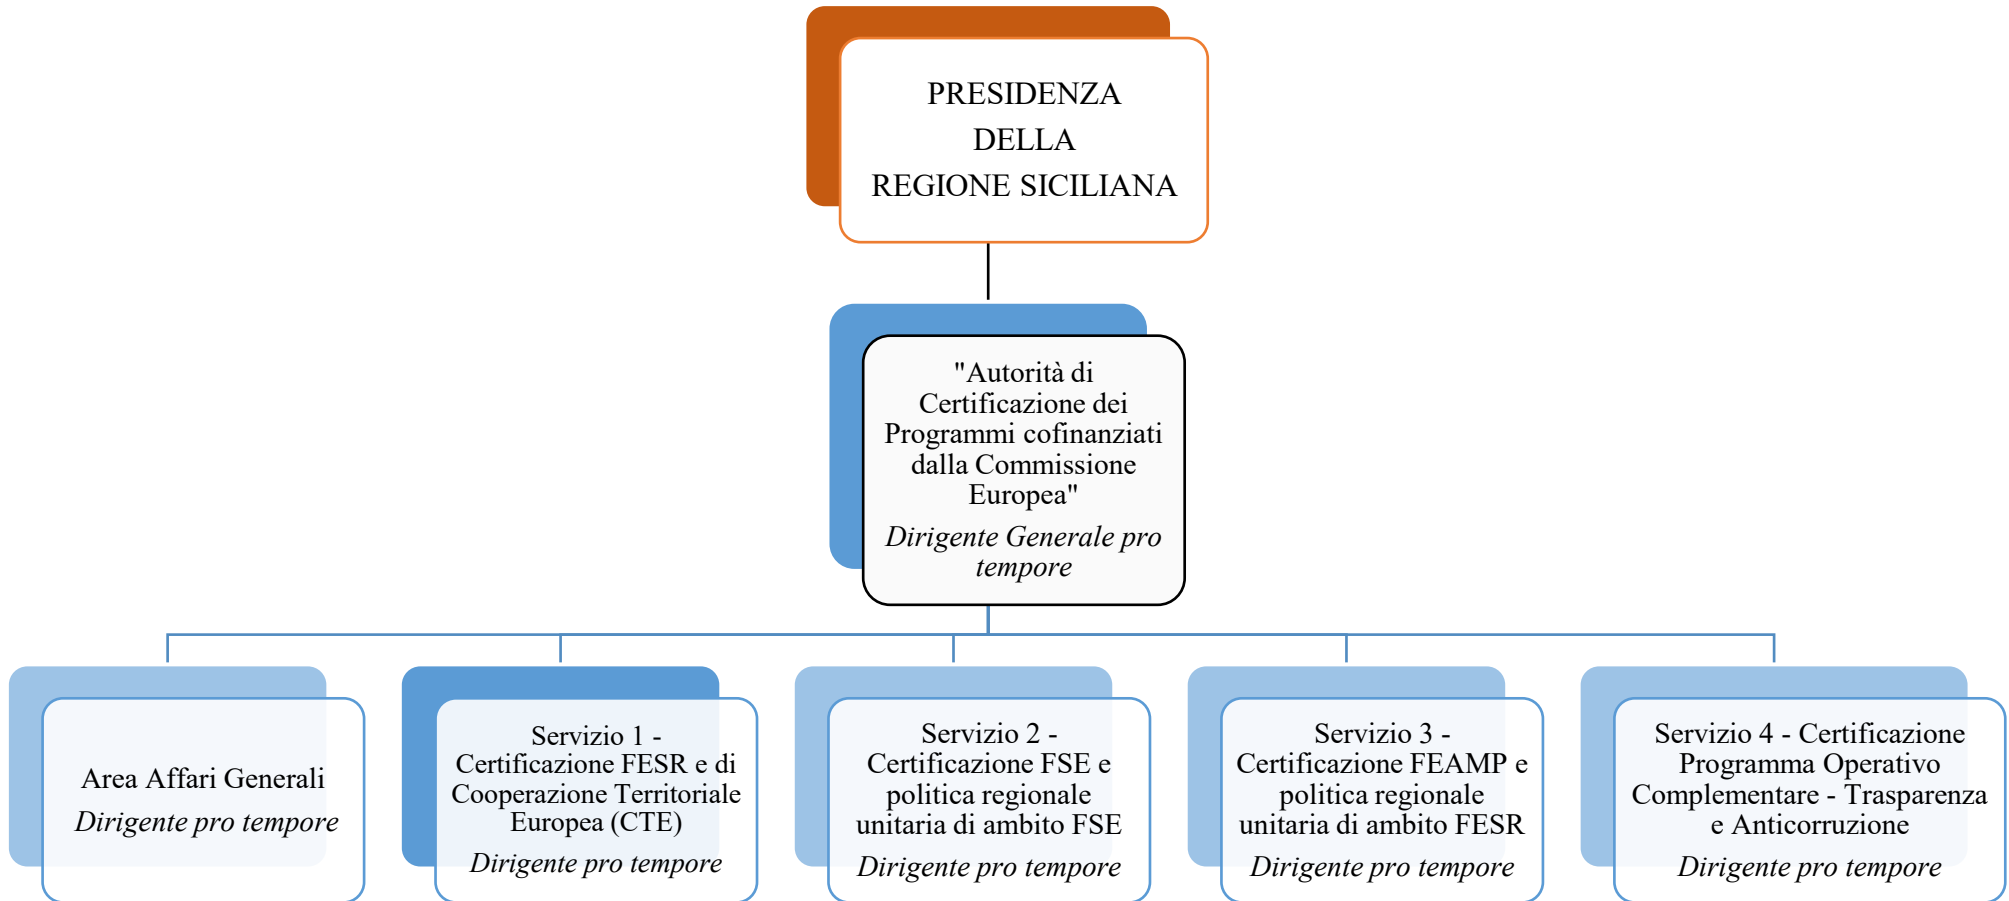 PRESIDENZA
DELLA
REGIONE SICILIANA
"Autorità di
Certificazione dei
Programmi cofinanziati
dalla Commissione
Europea"
Dirigente Generale pro
tempore
Area Affari Generali
Dirigente pro tempore
Servizio 1 -
Certificazione FESR e di
Cooperazione Territoriale
Europea (CTE)
Dirigente pro tempore
Servizio 2 -
Certificazione FSE e
politica regionale
unitaria di ambito FSE
Dirigente pro tempore
Servizio 3 -
Certificazione FEAMP e
politica regionale
unitaria di ambito FESR
Dirigente pro tempore
Servizio 4 - Certificazione
Programma Operativo
Complementare - Trasparenza
e Anticorruzione
Dirigente pro tempore